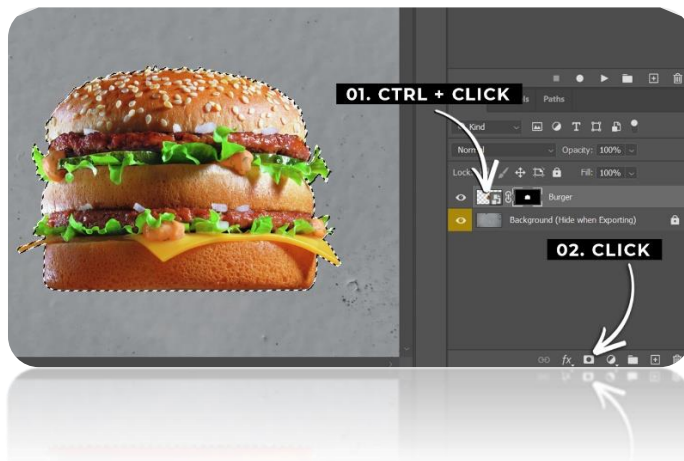 01. CTRL + CLICK
ls Paths
Kind
Normal Opacity: 100%
Lock: Fill: 100%
Burger
Background (Hide when Exporting)
02. CLICK
fx